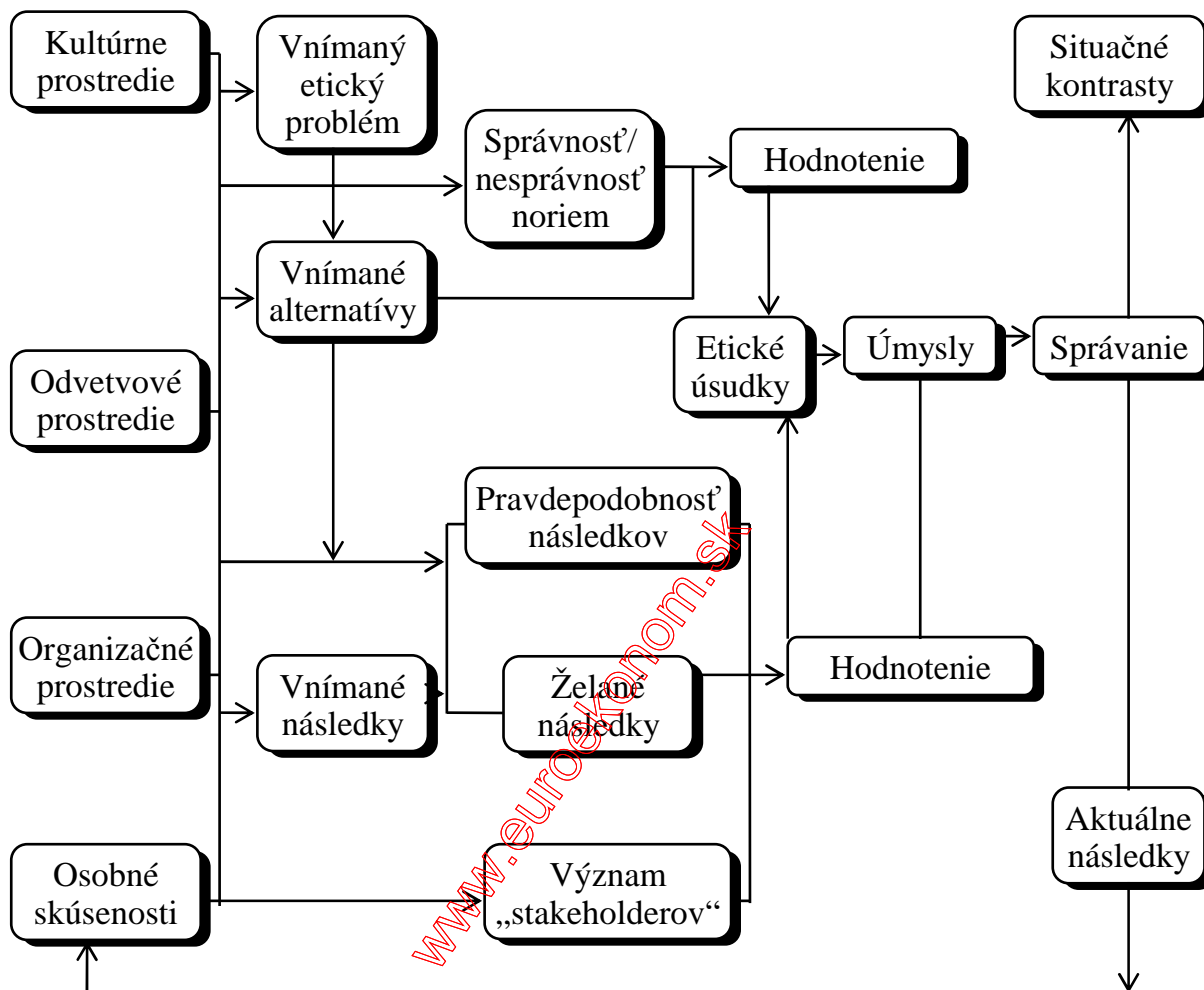 Kultúrne
prostredie
Vnímaný
etický
problém
Situačné
kontrasty
Správnosť/
nesprávnosť
noriem
Hodnotenie
Vnímané
alternatívy
Odvetvové
prostredie
Etické
úsudky
Úmysly
Správanie
Pravdepodobnosť
následkov
Organizačné
prostredie
Vnímané
následky
Želané
následky
Hodnotenie
Aktuálne
následky
Osobné
skúsenosti
Význam
„stakeholderov“
www.euroekonom.sk